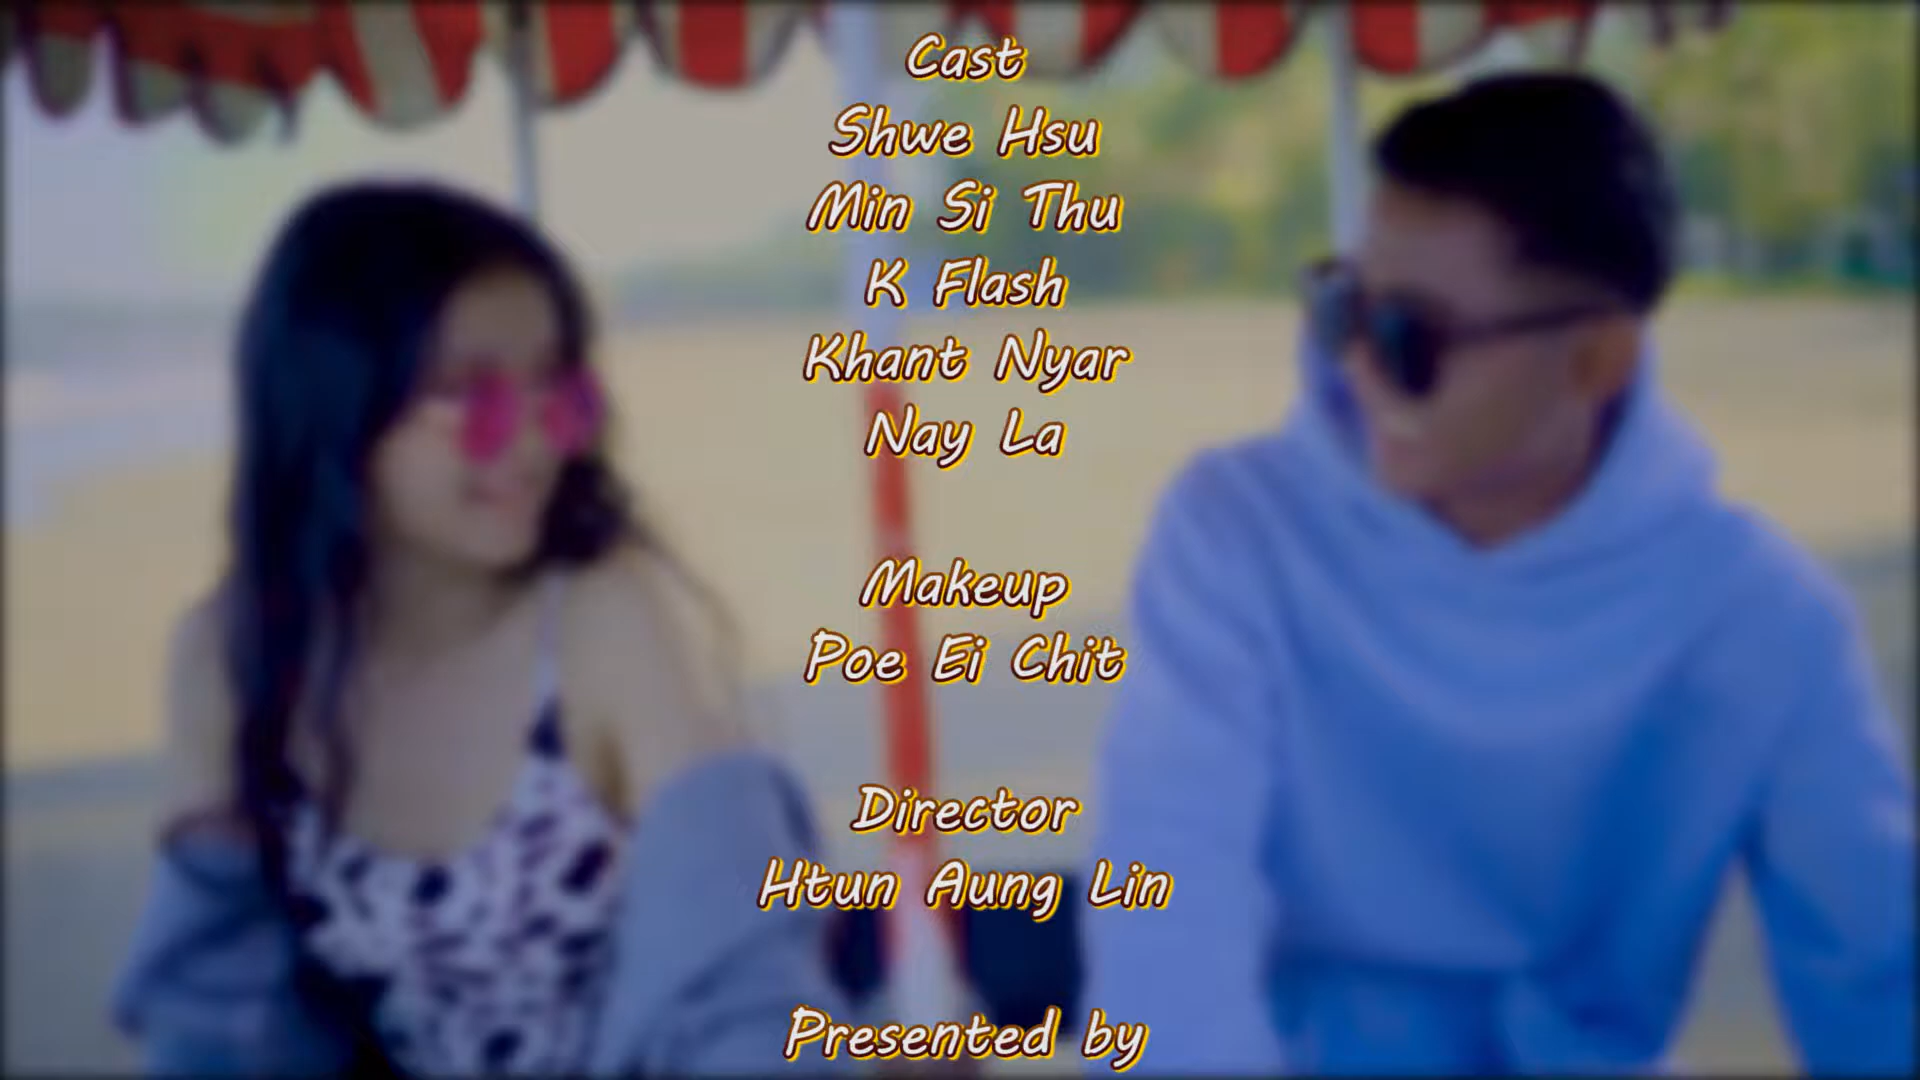 Cast
Shwe Hsu
Min Si Thu
K Flash
Khant Nyar
Nay La
Makeup
Poe Ei Chit
Director
Htun Aung Lin
Presented by